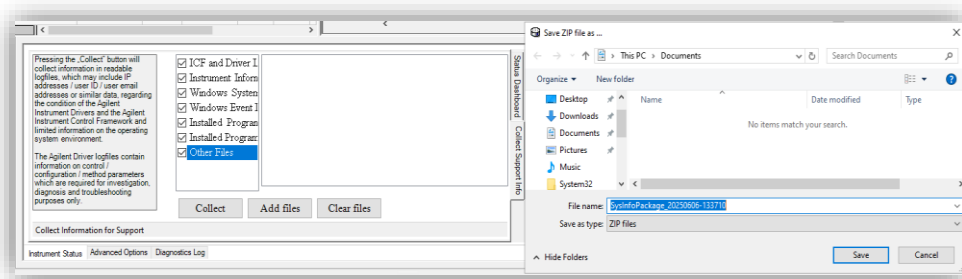 Pressing the „Collect" button will
collect information in readable
logfiles, which may include IP
addresses / user ID / user email
addresses or similar data, regarding
the condition of the Agilent
Instrument Drivers and the Agilent
Instrument Control Framework and
limited information on the operating
system environment.
The Agilent Driver logfiles contain
information on control /
configuration / method parameters
which are required for investigation,
diagnosis and troubleshooting
purposes only.
ICF and Driver L
Instrument Inform
Windows System
Windows Event l
Installed Program
Installed Program
Other Files
Collect
Add files
Clear files
Collect Information for Support
Status Dashboard
Collect Support Info
Instrument Status
Advanced Options
Diagnostics Log
Save ZIP file as ...
This PC > Documents
Search Documents
Organize
New folder
Desktop
Downloads
Documents
Pictures
Music
System32
Name
Date modified
Type
No items match your search.
File name: SysInfoPackage_20250606-133710
Save as type: ZIP files
Hide Folders
Save
Cancel